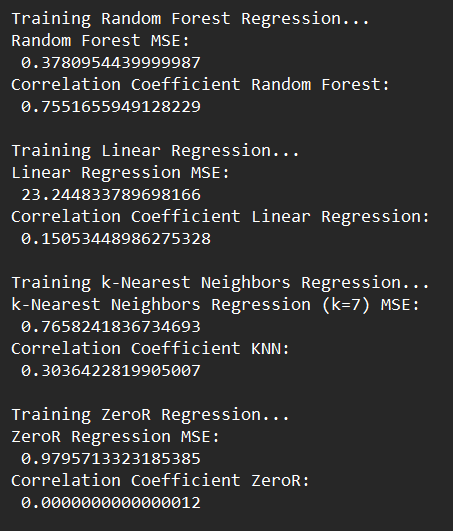 Training Random Forest Regression...
Random Forest MSE:
0.3780954439999987
Correlation Coefficient Random Forest:
0.7551655949128229
Training Linear Regression...
Linear Regression MSE:
23.244833789698166
Correlation Coefficient Linear Regression:
0.15053448986275328
Training k-Nearest Neighbors Regression...
k-Nearest Neighbors Regression (k=7) MSE:
0.7658241836734693
Correlation Coefficient KNN:
0.3036422819905007
Training ZeroR Regression...
ZeroR Regression MSE:
0.9795713323185385
Correlation Coefficient ZeroR:
0.0000000000000012